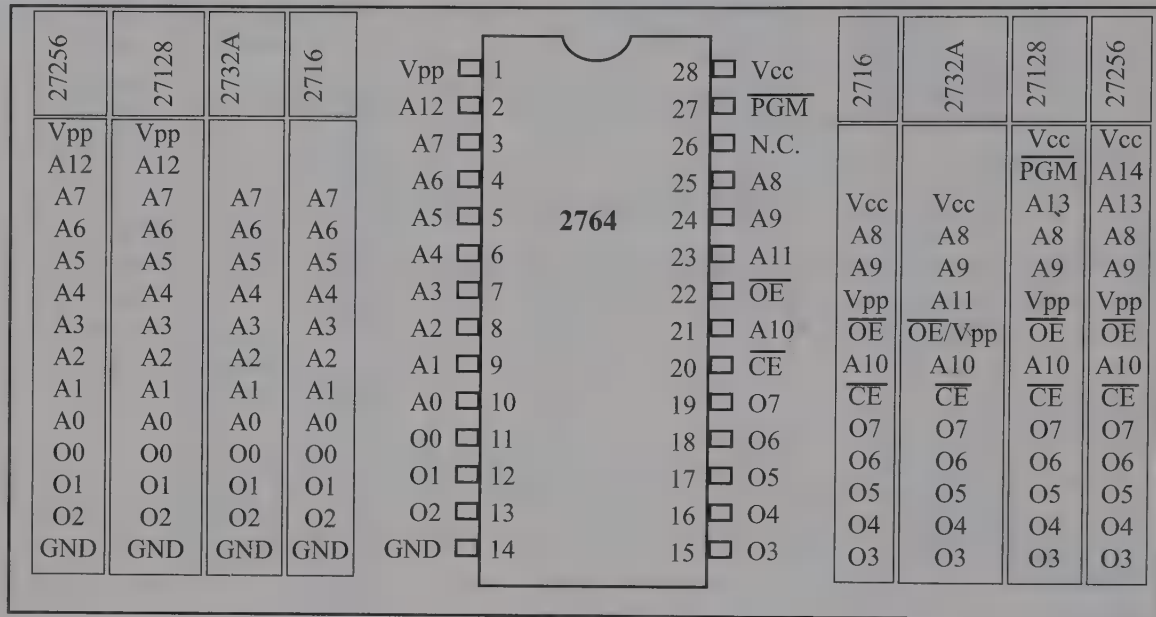 27256 27128 2732A 2716
Vpp Vpp
A12 A12
A7 A7 A7 A7
A6 A6 A6 A6
A5 A5 A5 A5
A4 A4 A4 A4
A3 A3 A3 A3
A2 A2 A2 A2
A1 A1 A1 A1
A0 A0 A0 A0
O0 O0 O0 O0
O1 O1 O1 O1
O2 O2 O2 O2
GND GND GND GND
Vpp 1 28 Vcc
A12 2 27 PGM
A7 3 26 N.C.
A6 4 25 A8
A5 5 2764 24 A9
A4 6 23 A11
A3 7 22 OE
A2 8 21 A10
A1 9 20 CE
A0 10 19 O7
O0 11 18 O6
O1 12 17 O5
O2 13 16 O4
GND 14 15 O3
2716 2732A 27128 27256
Vcc Vcc
PGM A14
Vcc Vcc A13 A13
A8 A8 A8 A8
A9 A9 A9 A9
Vpp A11 Vpp Vpp
OE OE/Vpp OE OE
A10 A10 A10 A10
CE CE CE CE
O7 O7 O7 O7
O6 O6 O6 O6
O5 O5 O5 O5
O4 O4 O4 O4
O3 O3 O3 O3